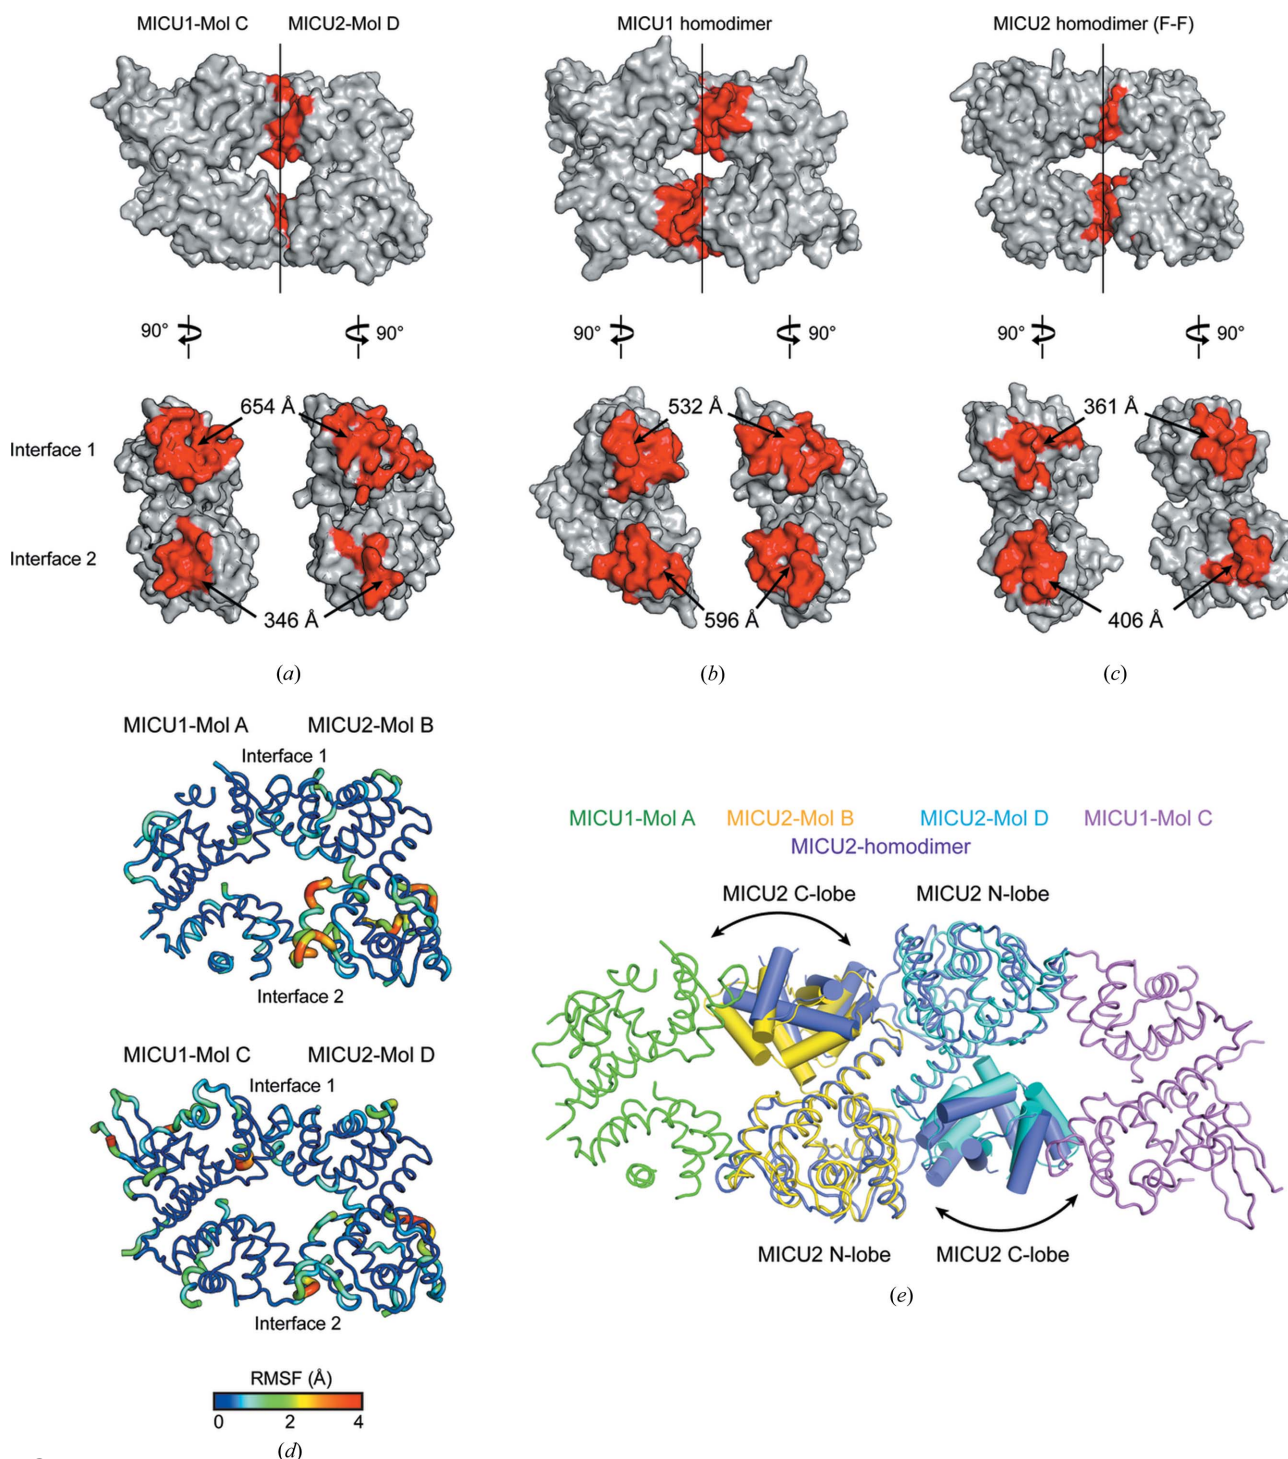 MICU1-Mol C MICU2-Mol D MICU1 homodimer MICU2 homodimer (F-F)
90° 90° 90° 90° 90° 90°
654 Å 532 Å 361 Å
Interface 1
Interface 2
346 Å 596 Å 406 Å
(a) (b) (c)
MICU1-Mol A MICU2-Mol B
Interface 1
Interface 2
MICU1-Mol C MICU2-Mol D
Interface 1
Interface 2
RMSF (Å)
0 2 4
(d)
MICU1-Mol A MICU2-Mol B MICU2-Mol D MICU1-Mol C
MICU2-homodimer
MICU2 C-lobe MICU2 N-lobe
MICU2 N-lobe MICU2 C-lobe
(e)